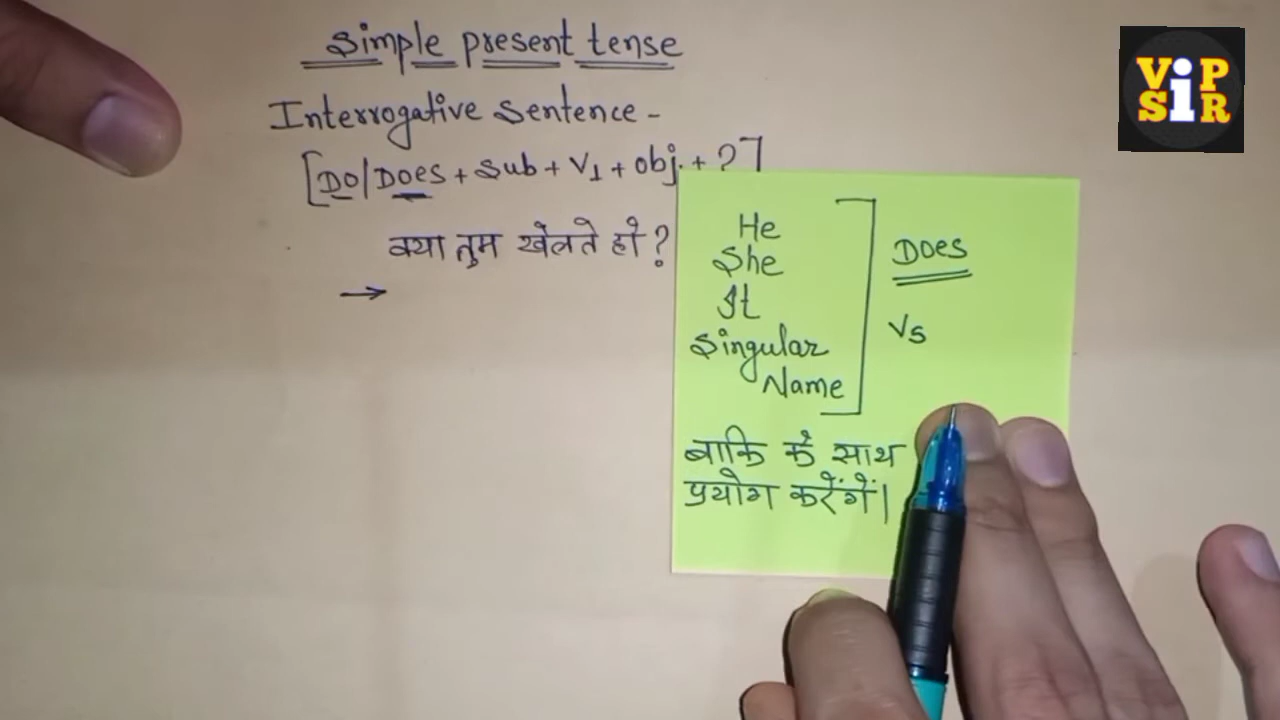 Simple present tense
Interrogative Sentence -
[Do/Does + Sub + V1 + obj. + ?]
क्या तुम खेलते हो?
→
He
She
It
Singular
Name
Does
Vs
बाकि के साथ
प्रयोग करेंगें।
ViP
SiR